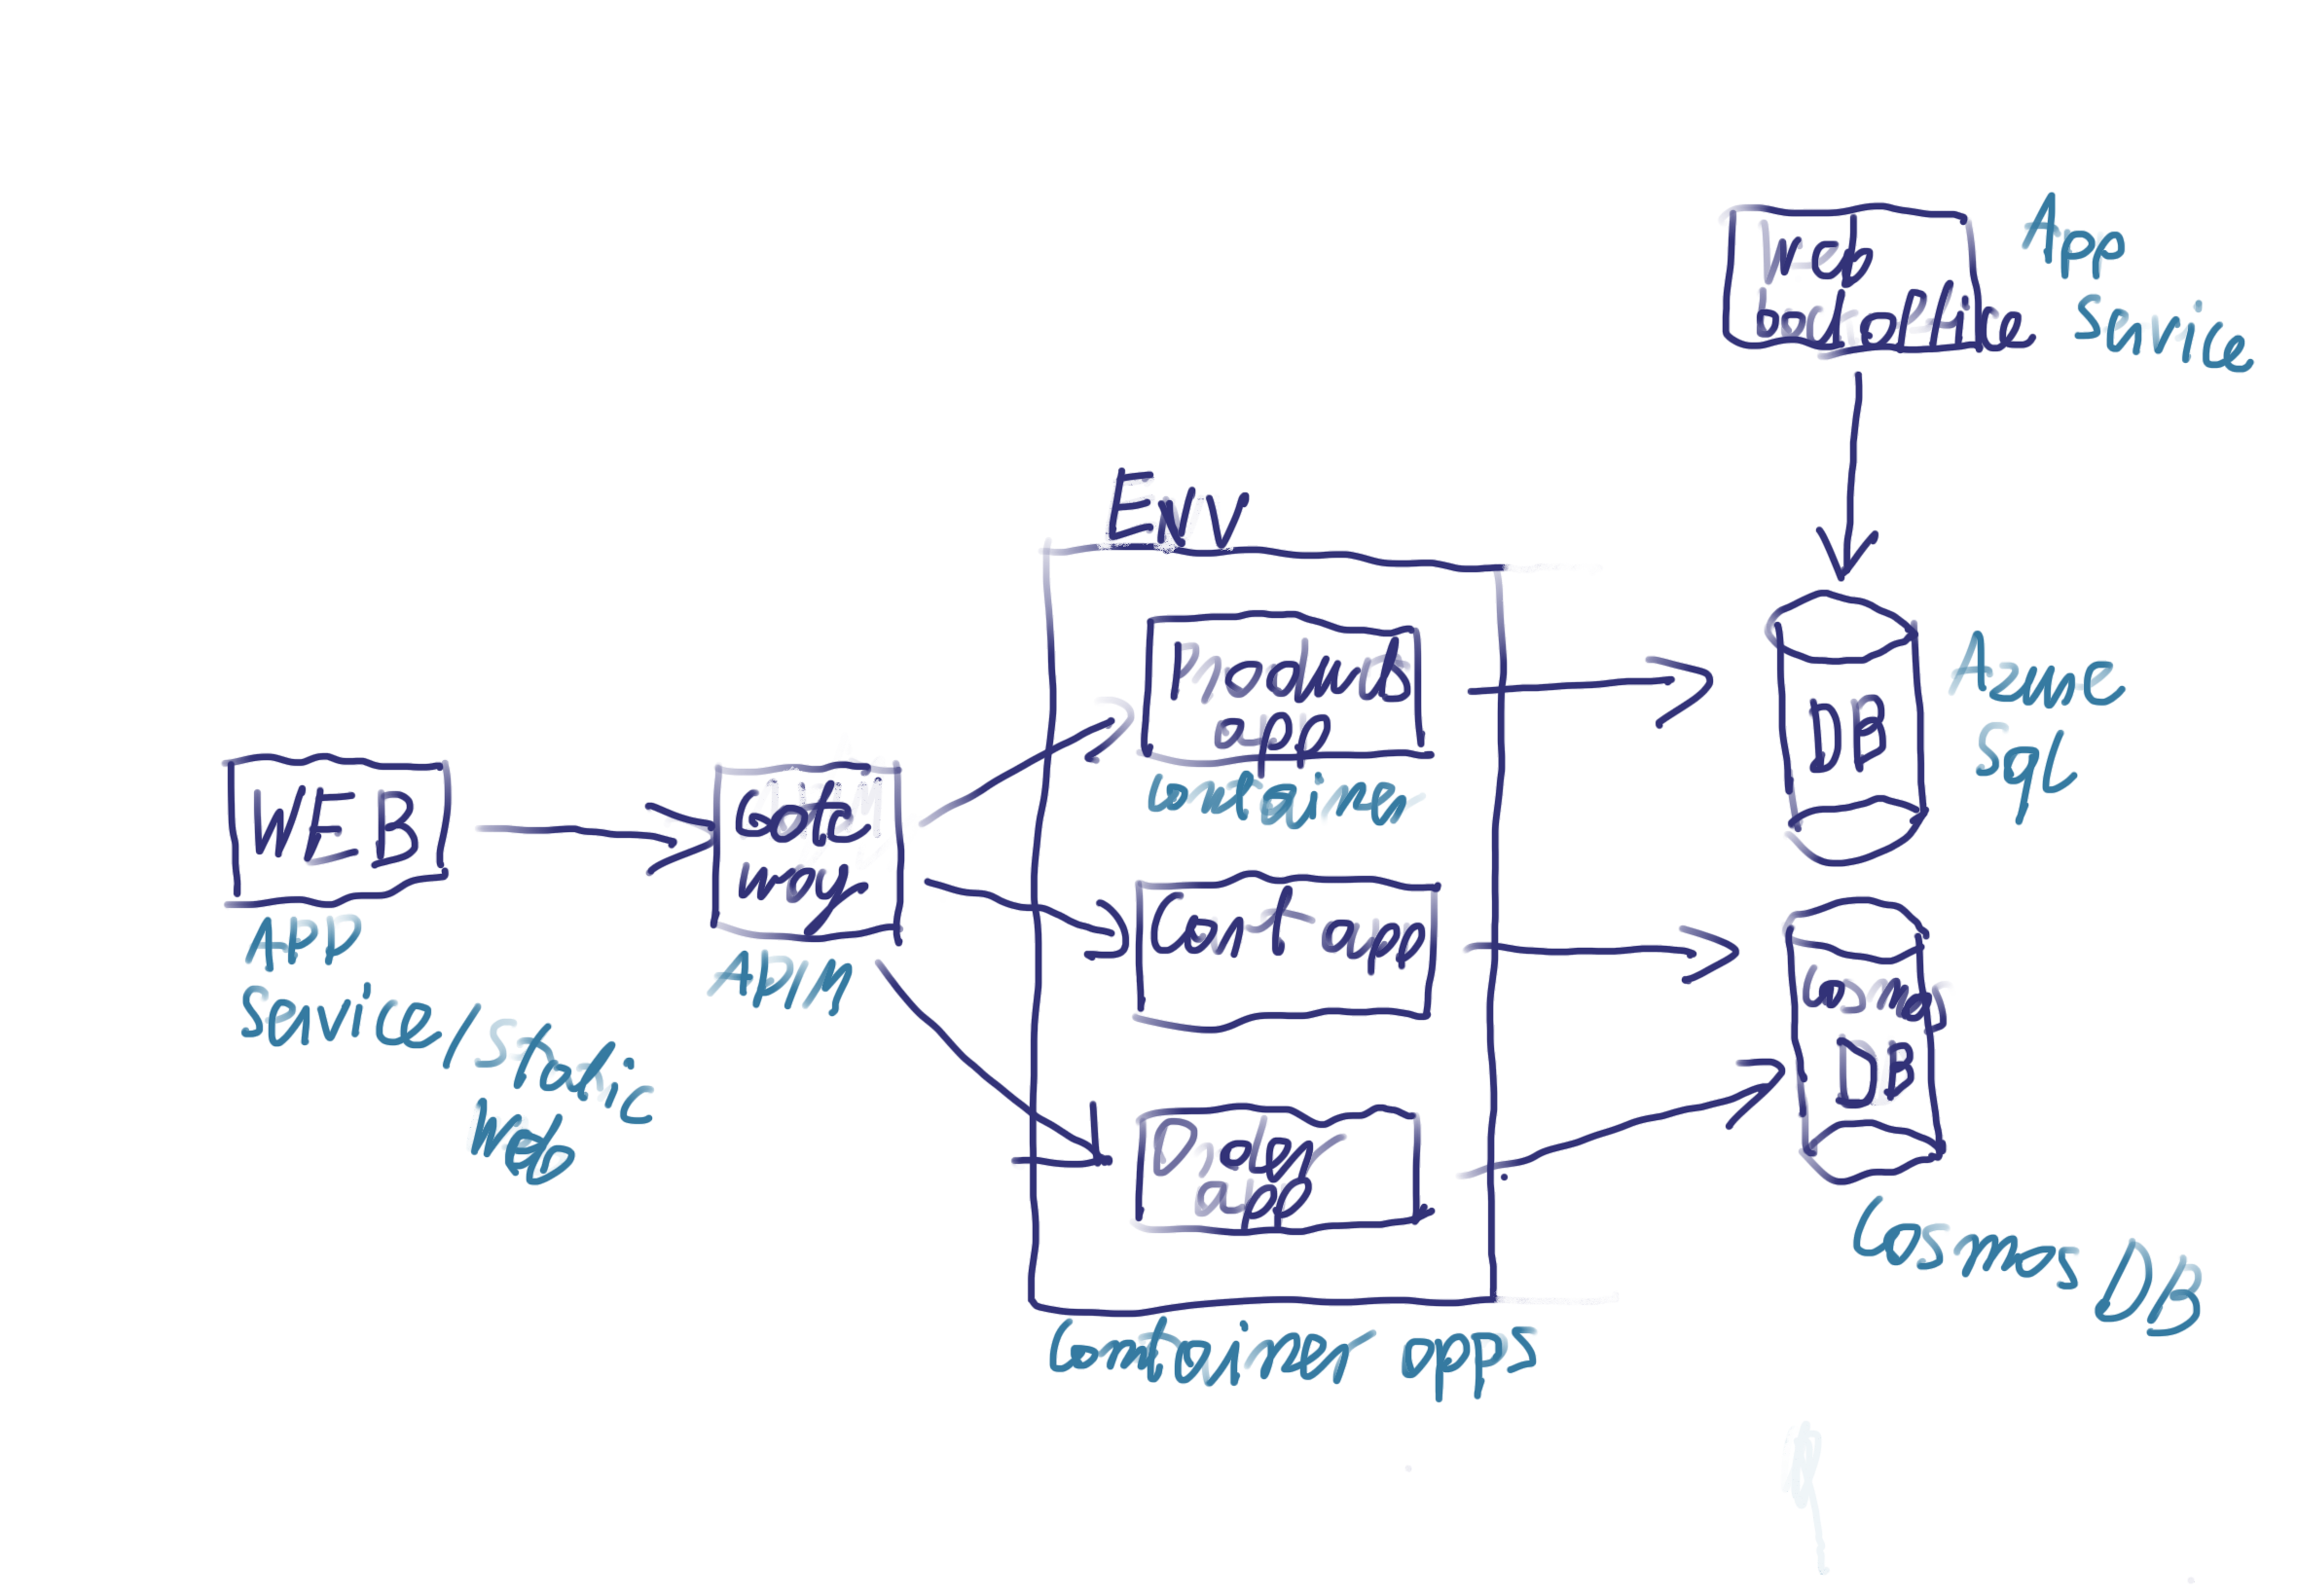 Web
backoffice
App
Service
Env
Products
app
container
DB
Azure
Sql
WEB
App
Service/Static
Web
Gate
way
APIM
Cart app
Cosmos
DB
Order
app
Cosmos DB
Container apps